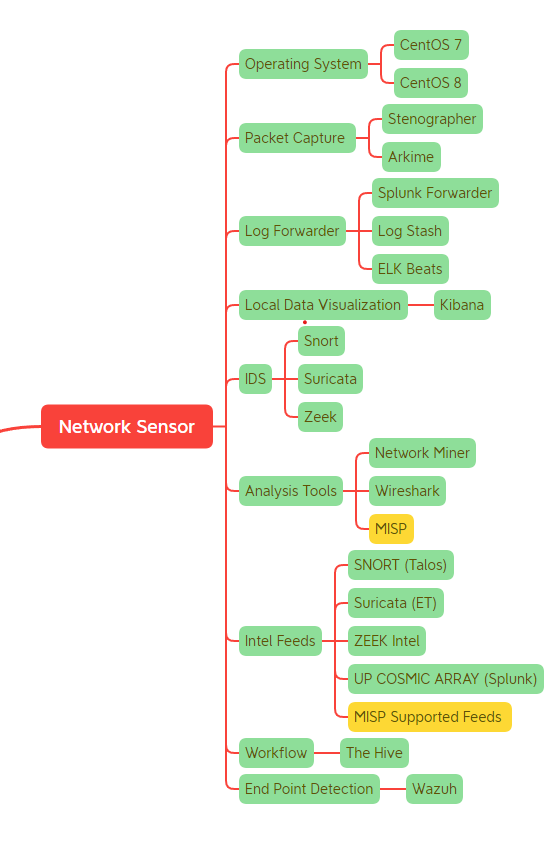 Network Sensor
Operating System
CentOS 7
CentOS 8
Packet Capture
Stenographer
Arkime
Log Forwarder
Splunk Forwarder
Log Stash
ELK Beats
Local Data Visualization
Kibana
IDS
Snort
Suricata
Zeek
Analysis Tools
Network Miner
Wireshark
MISP
Intel Feeds
SNORT (Talos)
Suricata (ET)
ZEEK Intel
UP COSMIC ARRAY (Splunk)
MISP Supported Feeds
Workflow
The Hive
End Point Detection
Wazuh